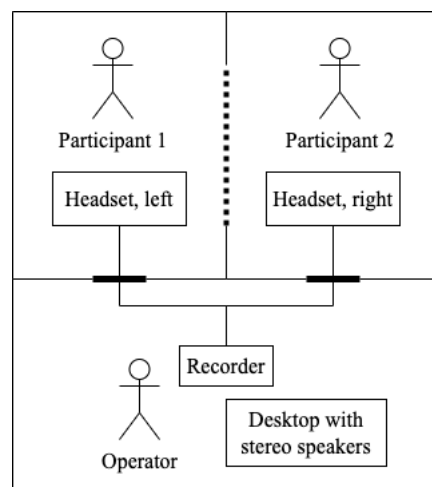 Participant 1
Participant 2
Headset, left
Headset, right
Recorder
Operator
Desktop with
stereo speakers